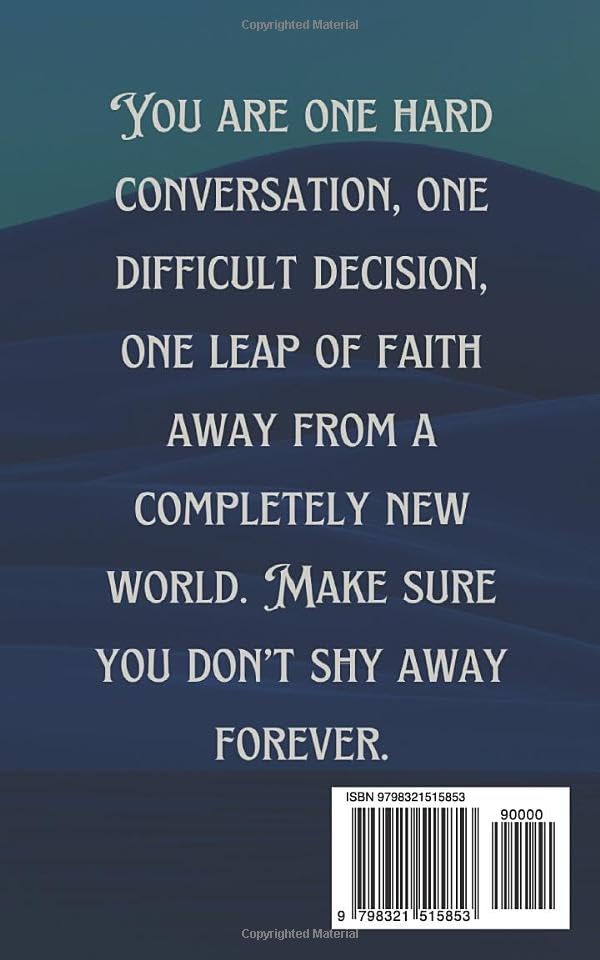 Copyrighted Material
You are one hard
conversation, one
difficult decision,
one leap of faith
away from a
completely new
world. Make sure
you don't shy away
forever.
ISBN 9798321515853
90000
9 798321 515853
Copyrighted Material